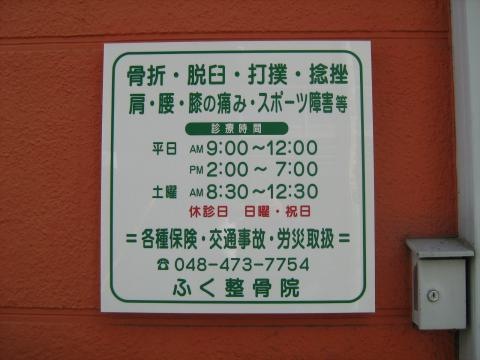 骨折・脱臼・打撲・捻挫
肩・腰・膝の痛み・スポーツ障害等
診療時間
平日 AM 9:00～12:00
PM 2:00～ 7:00
土曜 AM 8:30～12:30
休診日 日曜・祝日
=各種保険・交通事故・労災取扱=
☎048-473-7754
ふく整骨院